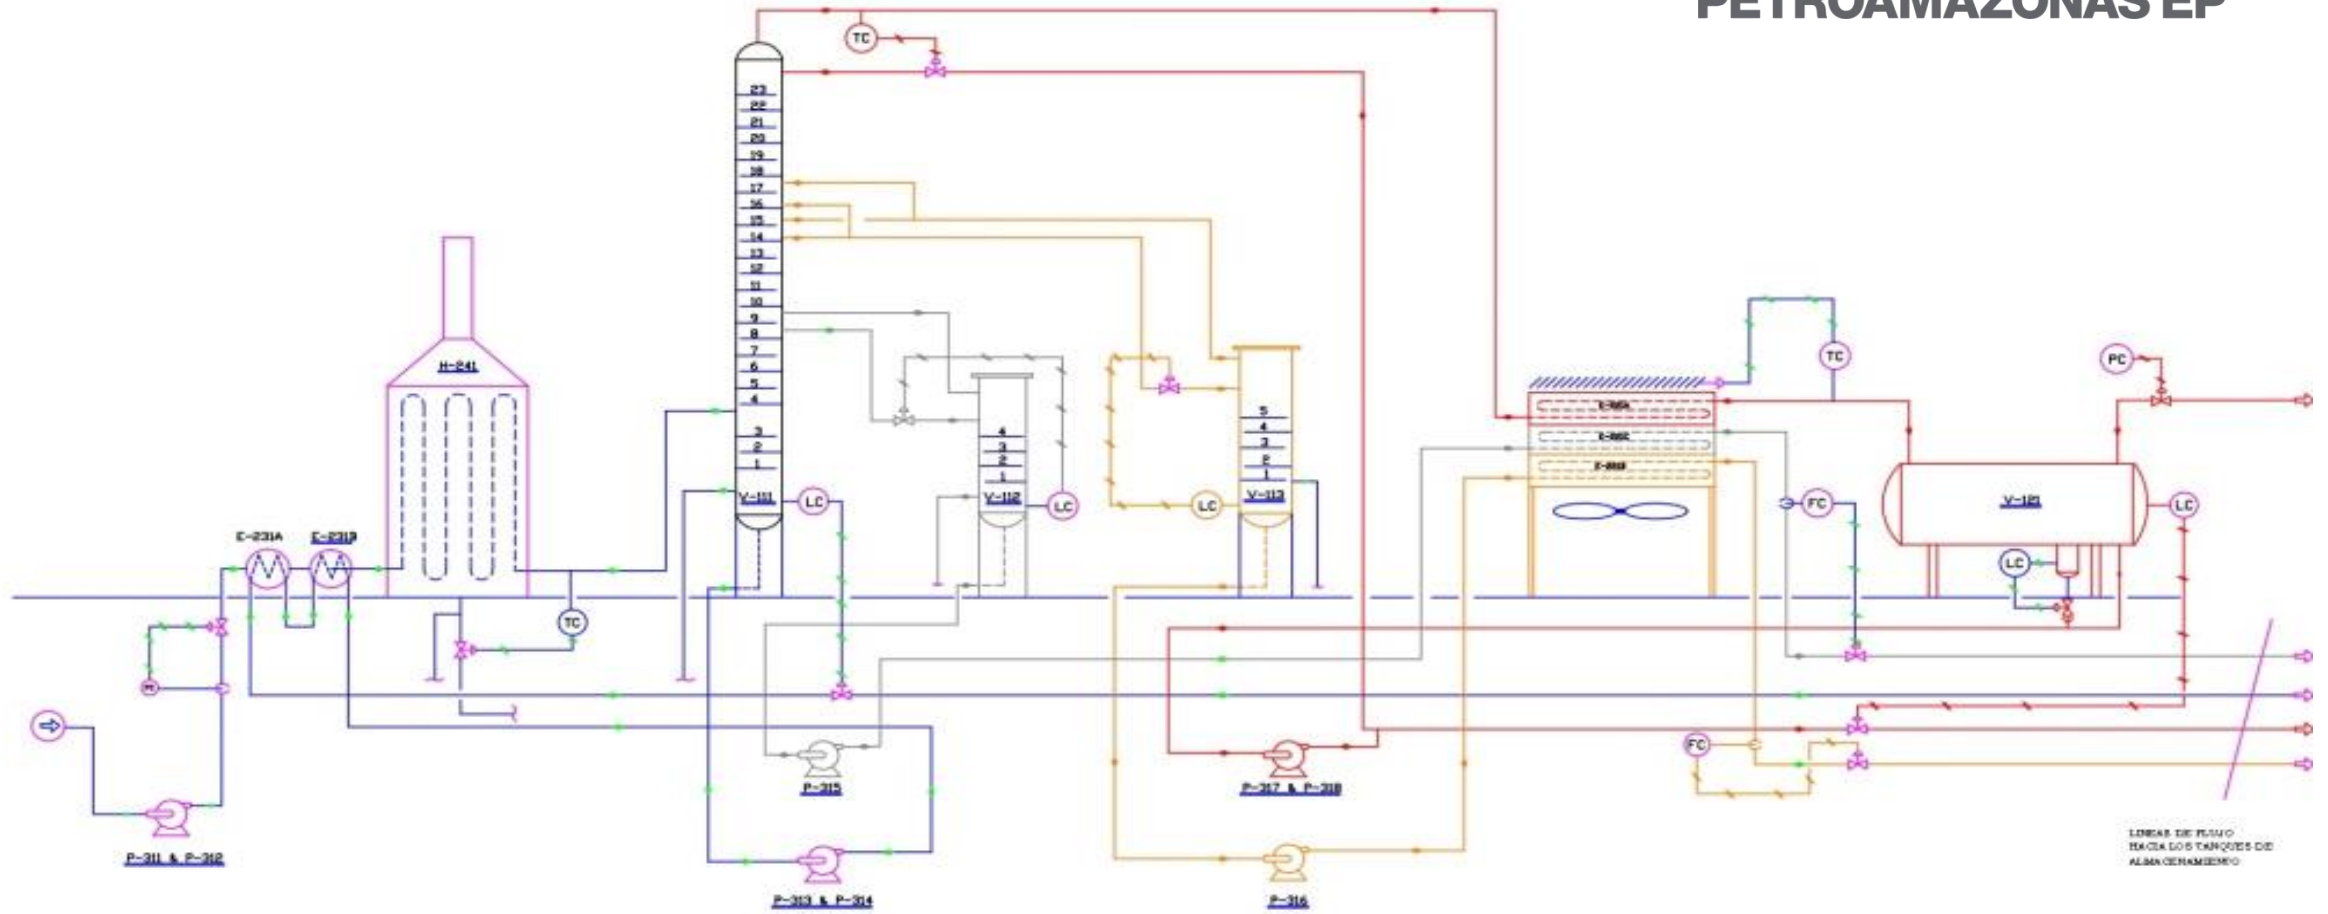 PETROAMAZONAS EP
TC
23
22
21
20
19
18
17
16
15
14
13
12
11
10
9
8
7
6
5
4
3
2
1
V-111
LC
H-241
TC
E-231A
E-231B
P-311 & P-312
4
3
2
1
V-112
LC
5
4
3
2
1
V-113
LC
P-315
P-313 & P-314
P-317 & P-318
P-316
TC
FC
FC
PC
V-121
LC
LC
LINEAS DE FLUJO
HACIA LOS TANQUES DE
ALMACENAMIENTO